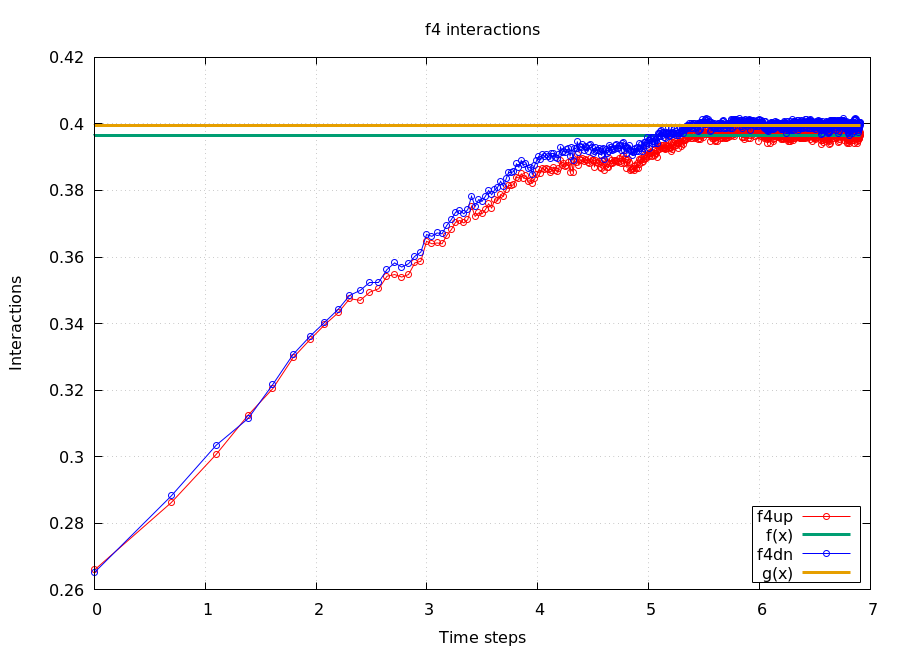 f4 interactions
0.42
0.4
0.38
0.36
0.34
0.32
0.3
0.28
0.26
Interactions
0 1 2 3 4 5 6 7
Time steps
f4up
f(x)
f4dn
g(x)